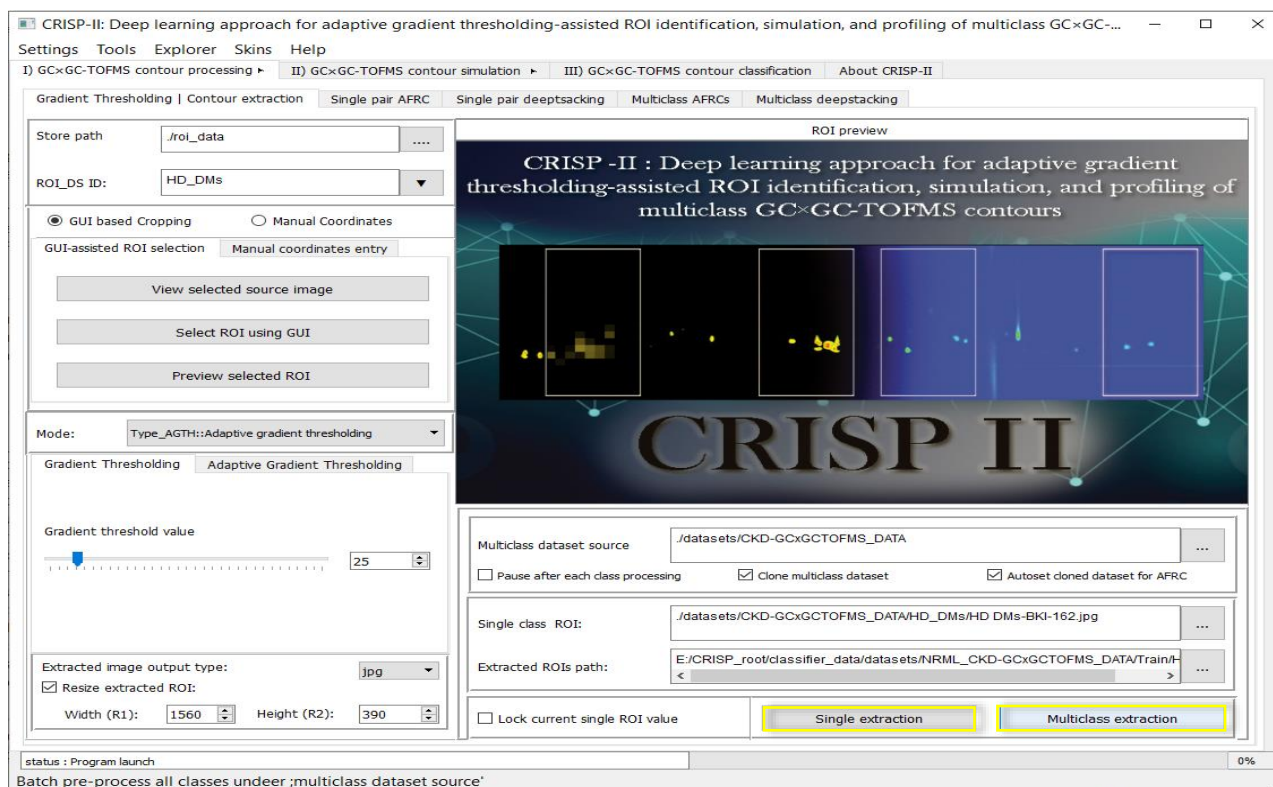 CRISP-II: Deep learning approach for adaptive gradient thresholding-assisted ROI identification, simulation, and profiling of multiclass GC×GC-...
Settings Tools Explorer Skins Help
I) GC×GC-TOFMS contour processing II) GC×GC-TOFMS contour simulation III) GC×GC-TOFMS contour classification About CRISP-II
Gradient Thresholding | Contour extraction Single pair AFRC Single pair deeptsacking Multiclass AFRCs Multiclass deepstacking
Store path ./roi_data ....
ROI_DS ID: HD_DMs
GUI based Cropping Manual Coordinates
GUI-assisted ROI selection Manual coordinates entry
View selected source image
Select ROI using GUI
Preview selected ROI
Mode: Type_AGTH::Adaptive gradient thresholding
Gradient Thresholding Adaptive Gradient Thresholding
Gradient threshold value
25
Extracted image output type: jpg
Resize extracted ROI:
Width (R1): 1560 Height (R2): 390
ROI preview
CRISP -II : Deep learning approach for adaptive gradient
thresholding-assisted ROI identification, simulation, and profiling of
multiclass GC×GC-TOFMS contours
CRISP II
Multiclass dataset source ./datasets/CKD-GCxGCTOFMS_DATA ...
Pause after each class processing Clone multiclass dataset Autoset cloned dataset for AFRC
Single class ROI: ./datasets/CKD-GCxGCTOFMS_DATA/HD_DMs/HD DMs-BKI-162.jpg ...
Extracted ROIs path: E:/CRISP_root/classifier_data/datasets/NRML_CKD-GCxGCTOFMS_DATA/Train/H ...
Lock current single ROI value Single extraction Multiclass extraction
status : Program launch 0%
Batch pre-process all classes undeer ;multiclass dataset source'